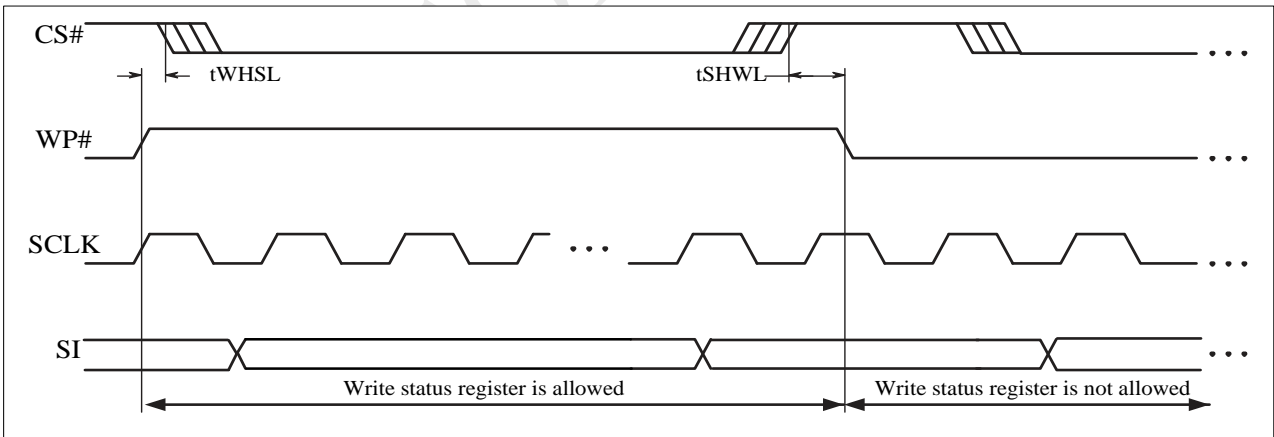 CS#
tWHSL
tSHWL
WP#
SCLK
SI
Write status register is allowed
Write status register is not allowed